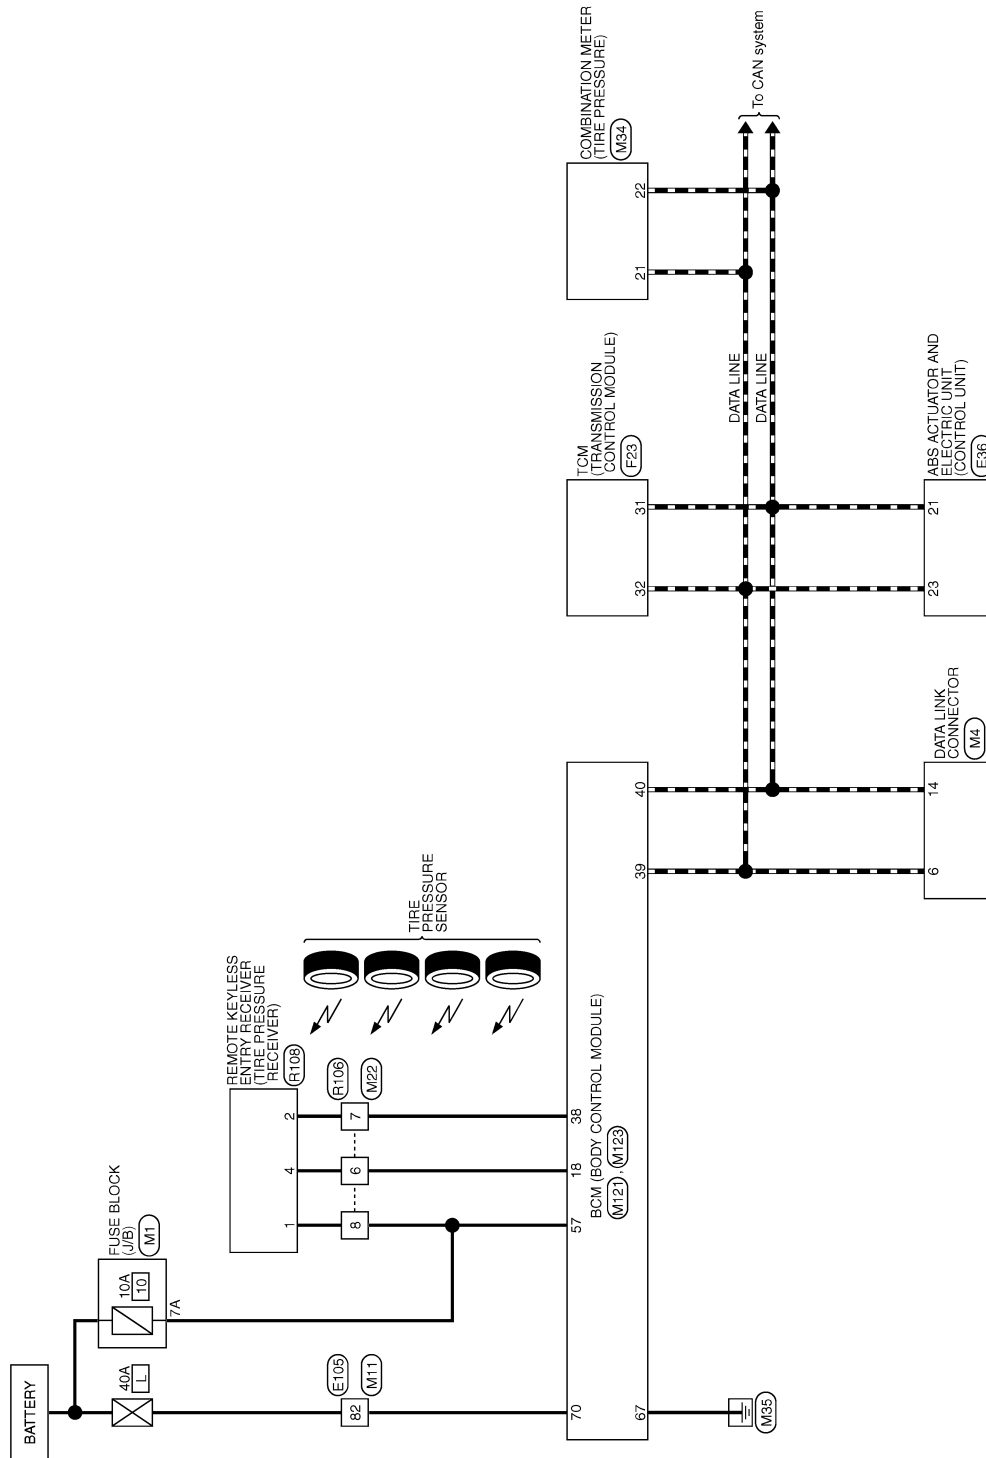 BATTERY
40A
L
FUSE BLOCK
(J/B)
M1
10A
10
7A
E105
M11
82
70
67
M35
REMOTE KEYLESS
ENTRY RECEIVER
(TIRE PRESSURE
RECEIVER)
R108
1
4
2
R106
M22
8
6
7
57
18
38
TIRE
PRESSURE
SENSOR
BCM (BODY CONTROL MODULE)
M121 , M123
39
40
DATA LINK
CONNECTOR
M4
6
14
TCM
(TRANSMISSION
CONTROL MODULE)
F23
32
31
ABS ACTUATOR AND
ELECTRIC UNIT
(CONTROL UNIT)
E36
23
21
DATA LINE
DATA LINE
COMBINATION METER
(TIRE PRESSURE)
M34
21
22
To CAN system